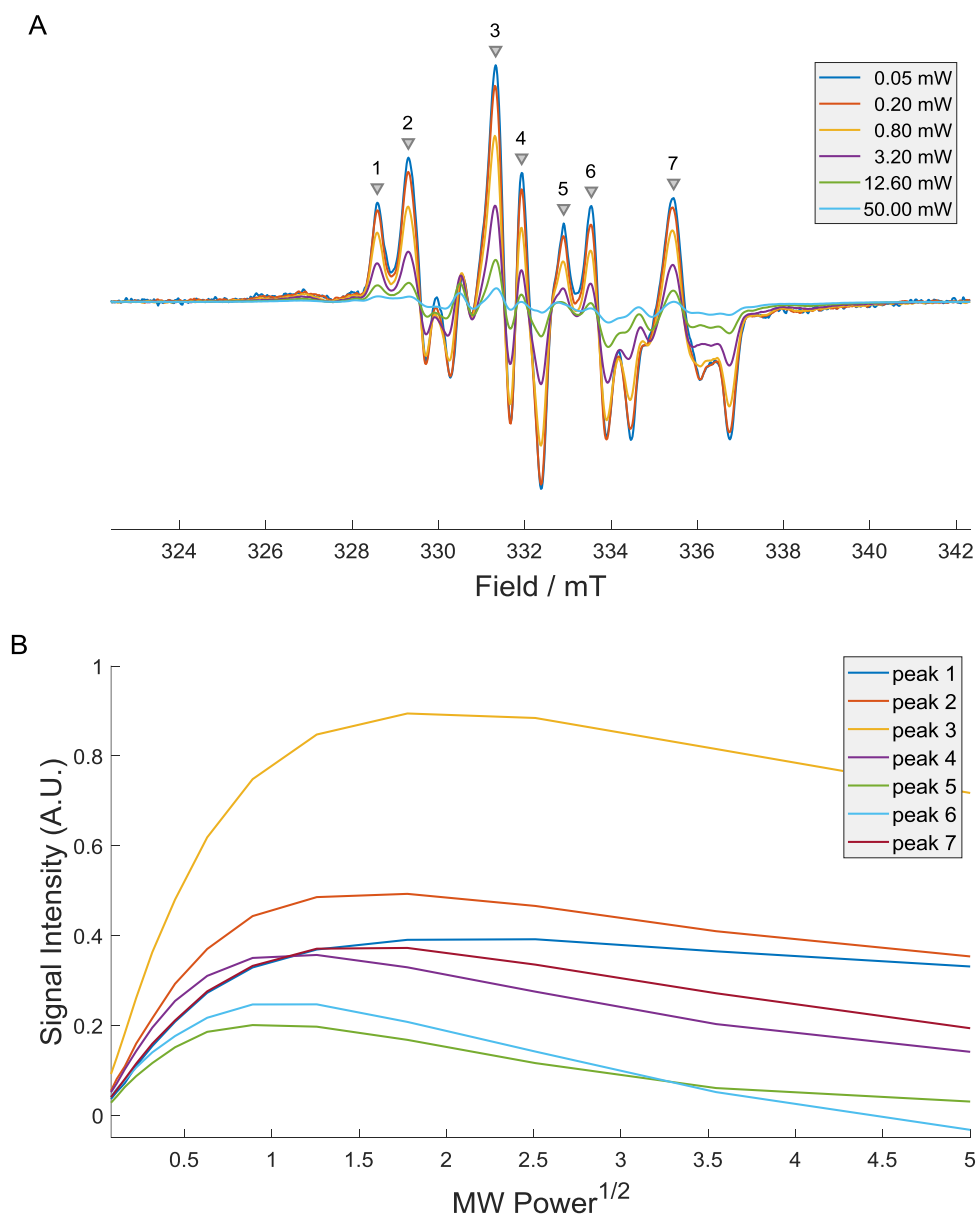 A
1
2
3
4
5
6
7
0.05 mW
0.20 mW
0.80 mW
3.20 mW
12.60 mW
50.00 mW
324 326 328 330 332 334 336 338 340 342
Field / mT
B
1
0.8
0.6
0.4
0.2
0
Signal Intensity (A.U.)
peak 1
peak 2
peak 3
peak 4
peak 5
peak 6
peak 7
0.5 1 1.5 2 2.5 3 3.5 4 4.5 5
MW Power^1/2